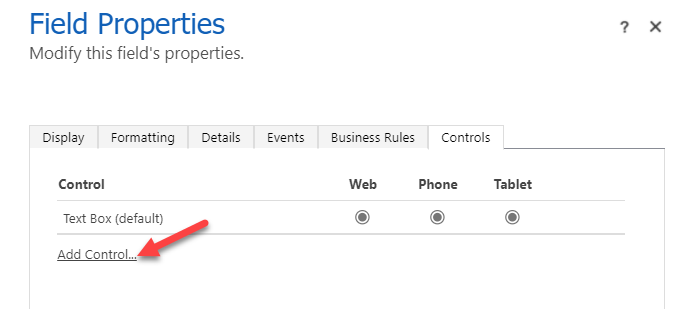 Field Properties
? ×
Modify this field's properties.
Display Formatting Details Events Business Rules Controls
Control Web Phone Tablet
Text Box (default)
Add Control...